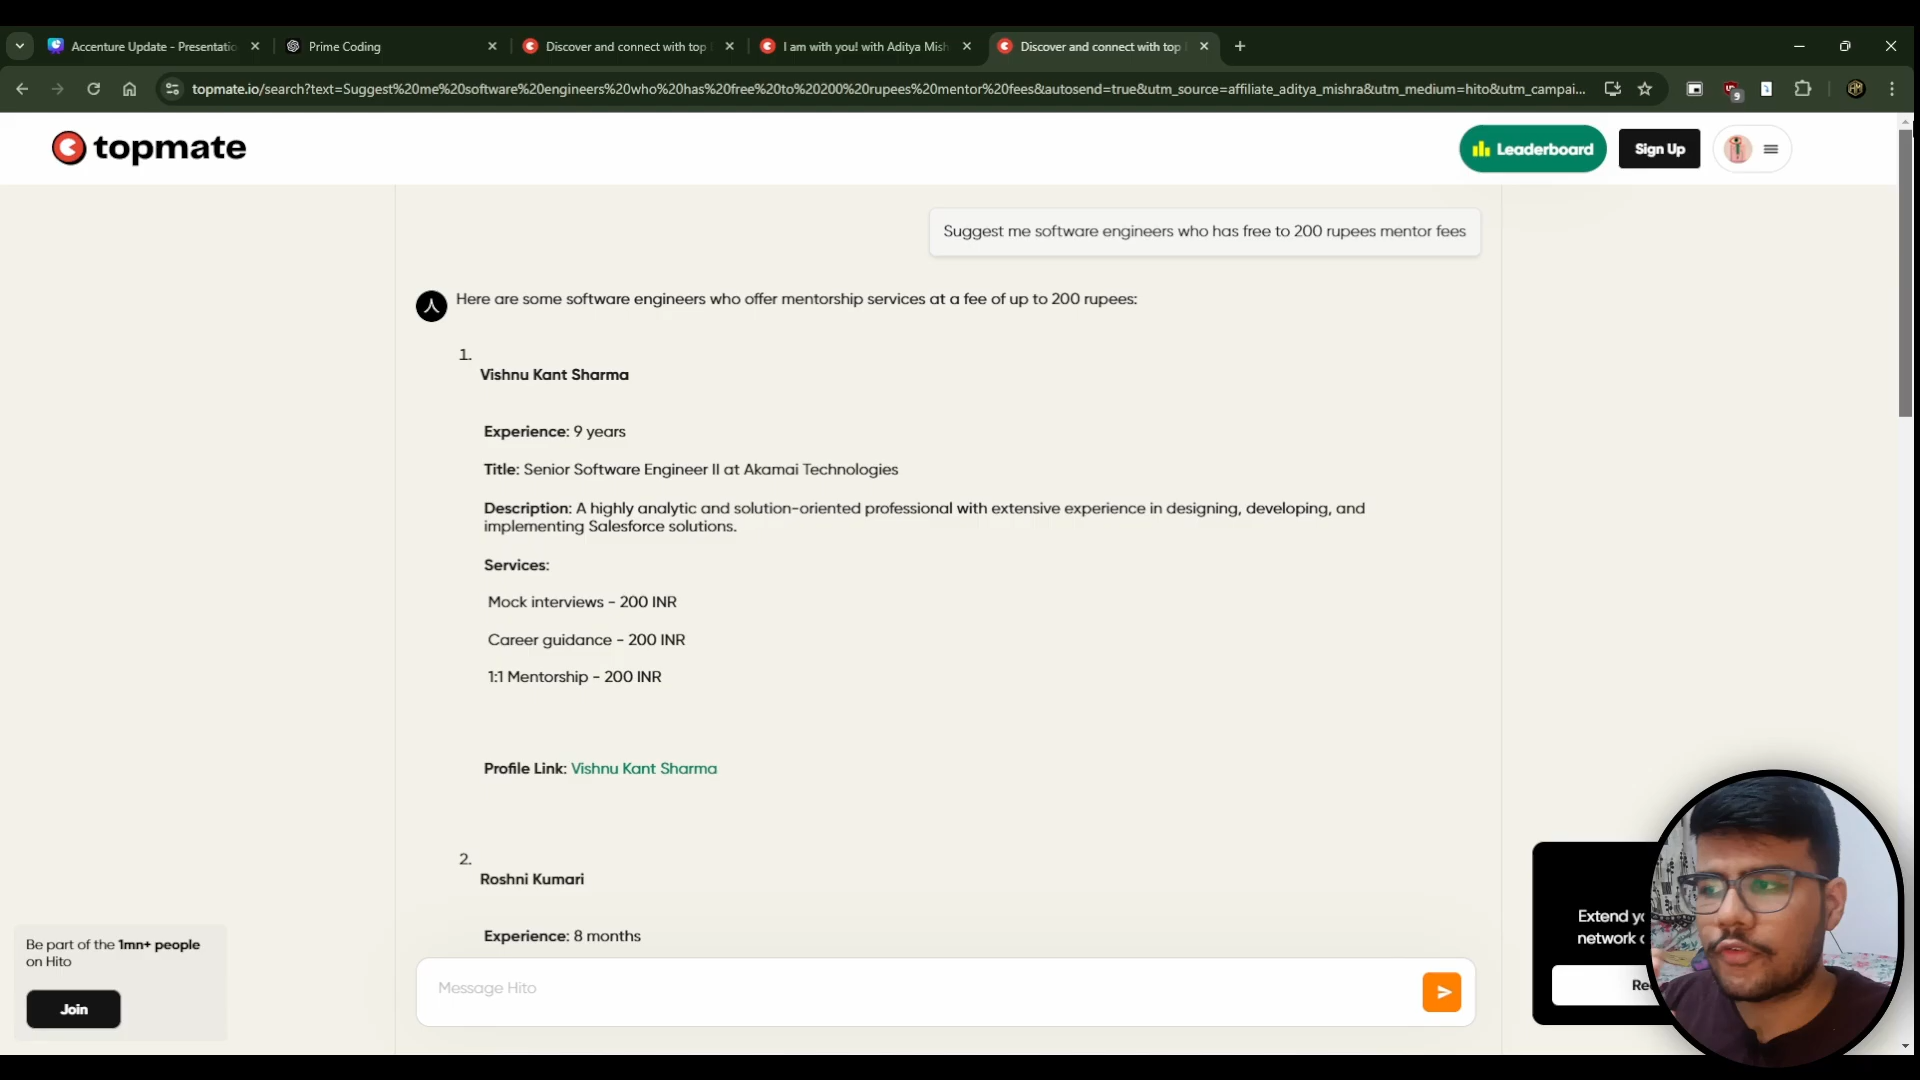 Accenture Update - Presentatio
Prime Coding
Discover and connect with top
I am with you! with Aditya Mish
Discover and connect with top
topmate.io/search?text=Suggest%20me%20software%20engineers%20who%20has%20free%20to%20200%20rupees%20mentor%20fees&autosend=true&utm_source=affiliate_aditya_mishra&utm_medium=hito&utm_campai...
9
topmate
Leaderboard
Sign Up
Suggest me software engineers who has free to 200 rupees mentor fees
Here are some software engineers who offer mentorship services at a fee of up to 200 rupees:
1.
Vishnu Kant Sharma
Experience: 9 years
Title: Senior Software Engineer II at Akamai Technologies
Description: A highly analytic and solution-oriented professional with extensive experience in designing, developing, and
implementing Salesforce solutions.
Services:
Mock interviews - 200 INR
Career guidance - 200 INR
1:1 Mentorship - 200 INR
Profile Link: Vishnu Kant Sharma
2.
Roshni Kumari
Experience: 8 months
Message Hito
Be part of the 1mn+ people
on Hito
Join
Extend
network